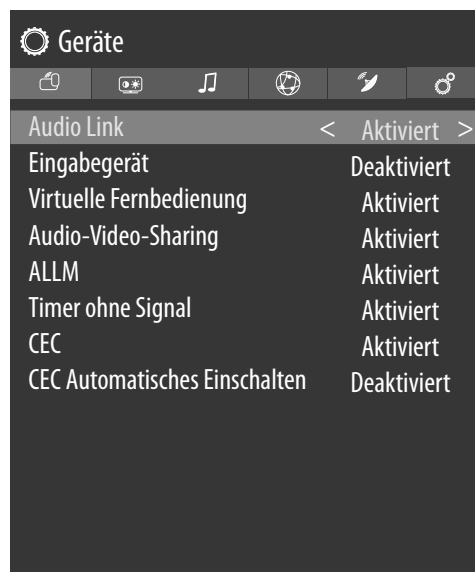 Geräte
Audio Link < Aktiviert >
Eingabegerät Deaktiviert
Virtuelle Fernbedienung Aktiviert
Audio-Video-Sharing Aktiviert
ALLM Aktiviert
Timer ohne Signal Aktiviert
CEC Aktiviert
CEC Automatisches Einschalten Deaktiviert